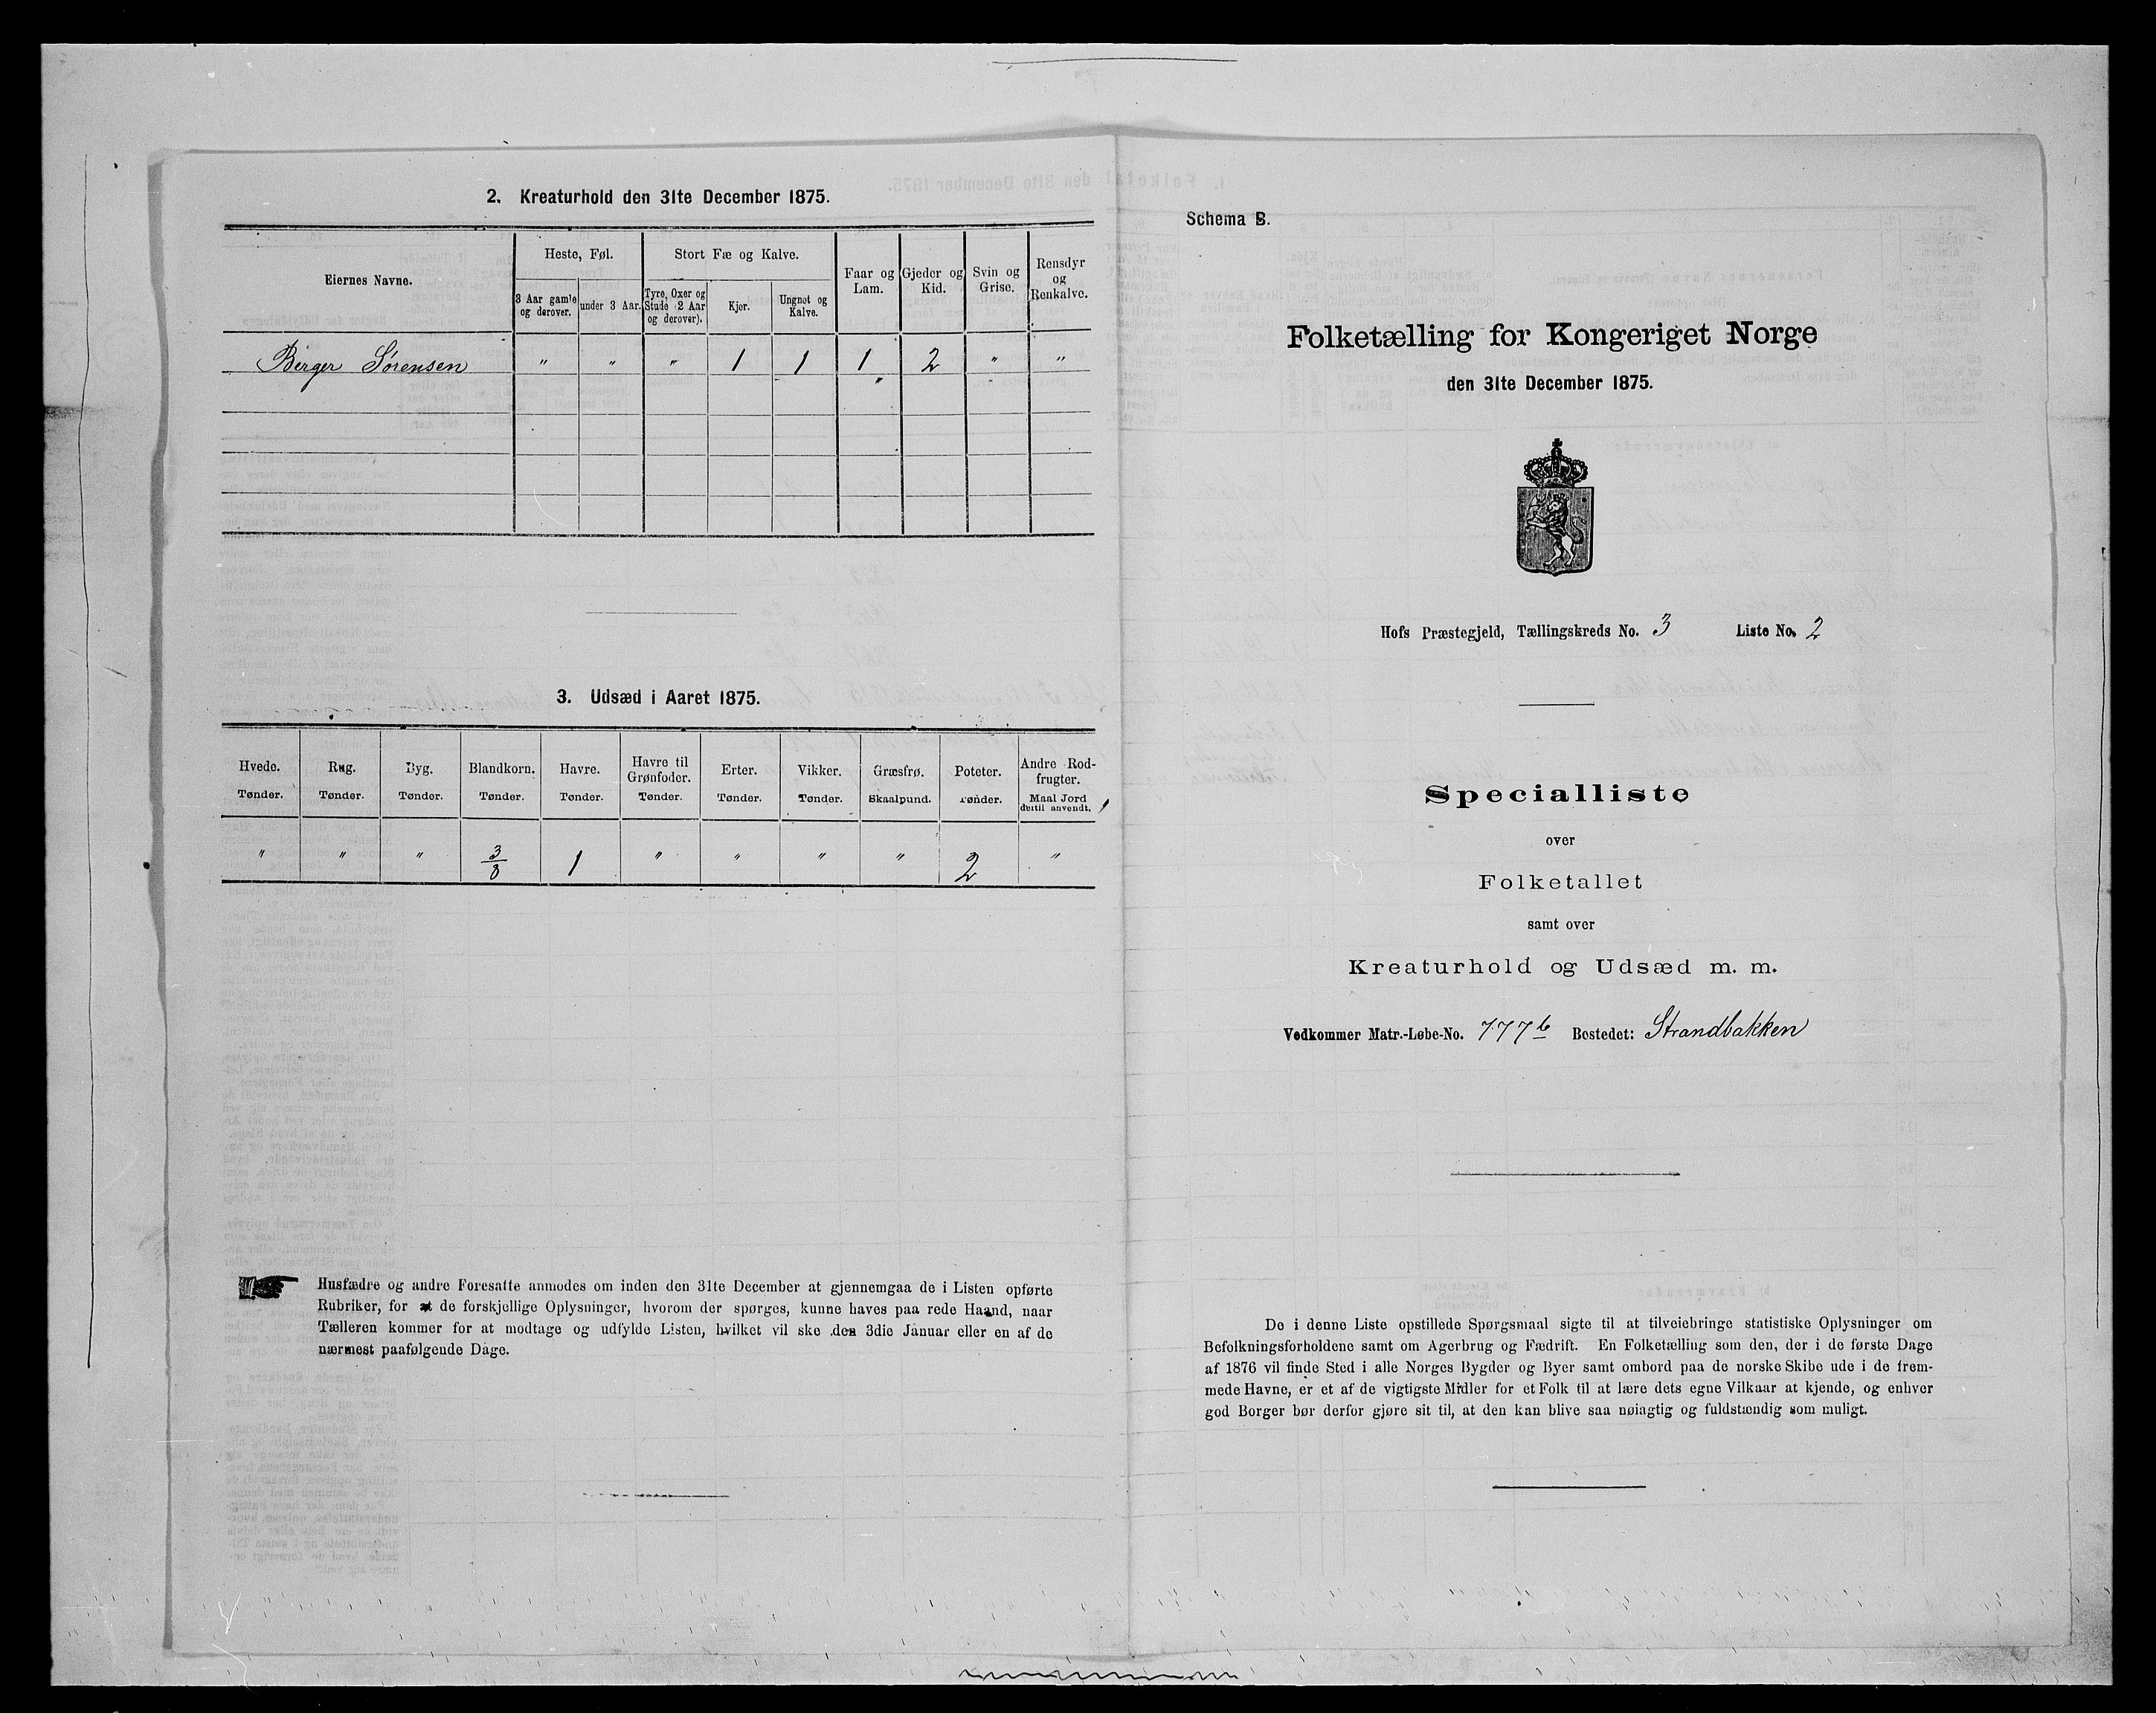 2. Kreaturhold den 31te December 1875.
Eiernes Navne.
Heste, Føl.
Stort Fæ og Kalve.
Faar og Lam.
Gjeder og Kid.
Svin og Grise.
Rensdyr og Renkalve.
3 Aar gamle og derover.
under 3 Aar.
Tyre, Oxer og Stude (2 Aar og derover).
Kjør.
Ungnøt og Kalve.
Berger Sørensen " " " 1 1 1 2 " "
3. Udsæd i Aaret 1875.
Hvede. Rug. Byg. Blandkorn. Havre. Havre til Grønfoder. Erter. Vikker. Græsfrø. Poteter. Andre Rodfrugter.
Tønder. Tønder. Tønder. Tønder. Tønder. Tønder. Tønder. Tønder. Skaalpund. Tønder. Maal Jord dertil anvendt.
" " " 3/8 1 " " " " 2 "
Husfædre og andre Foresatte anmodes om inden den 31te December at gjennemgaa de i Listen opførte
Rubriker, for at de forskjellige Oplysninger, hvorom der spørges, kunne haves paa rede Haand, naar
Tælleren kommer for at modtage og udfylde Listen, hvilket vil ske den 3die Januar eller en af de
nærmest paafølgende Dage.
Schema B.
Folketælling for Kongeriget Norge
den 31te December 1875.
Hofs Præstegjeld, Tællingskreds No. 3 Liste No. 2
Specialliste
over
Folketallet
samt over
Kreaturhold og Udsæd m. m.
Vedkommer Matr.-Løbe-No. 777b Bostedet: Strandbakken
De i denne Liste opstillede Spørgsmaal sigte til at tilveiebringe statistiske Oplysninger om
Befolkningsforholdene samt om Agerbrug og Fædrift. En Folketælling som den, der i de første Dage
af 1876 vil finde Sted i alle Norges Bygder og Byer samt ombord paa de norske Skibe ude i de frem-
mede Havne, er et af de vigtigste Midler for et Folk til at lære dets egne Vilkaar at kjende, og enhver
god Borger bør derfor gjøre sit til, at den kan blive saa nøiagtig og fuldstændig som muligt.